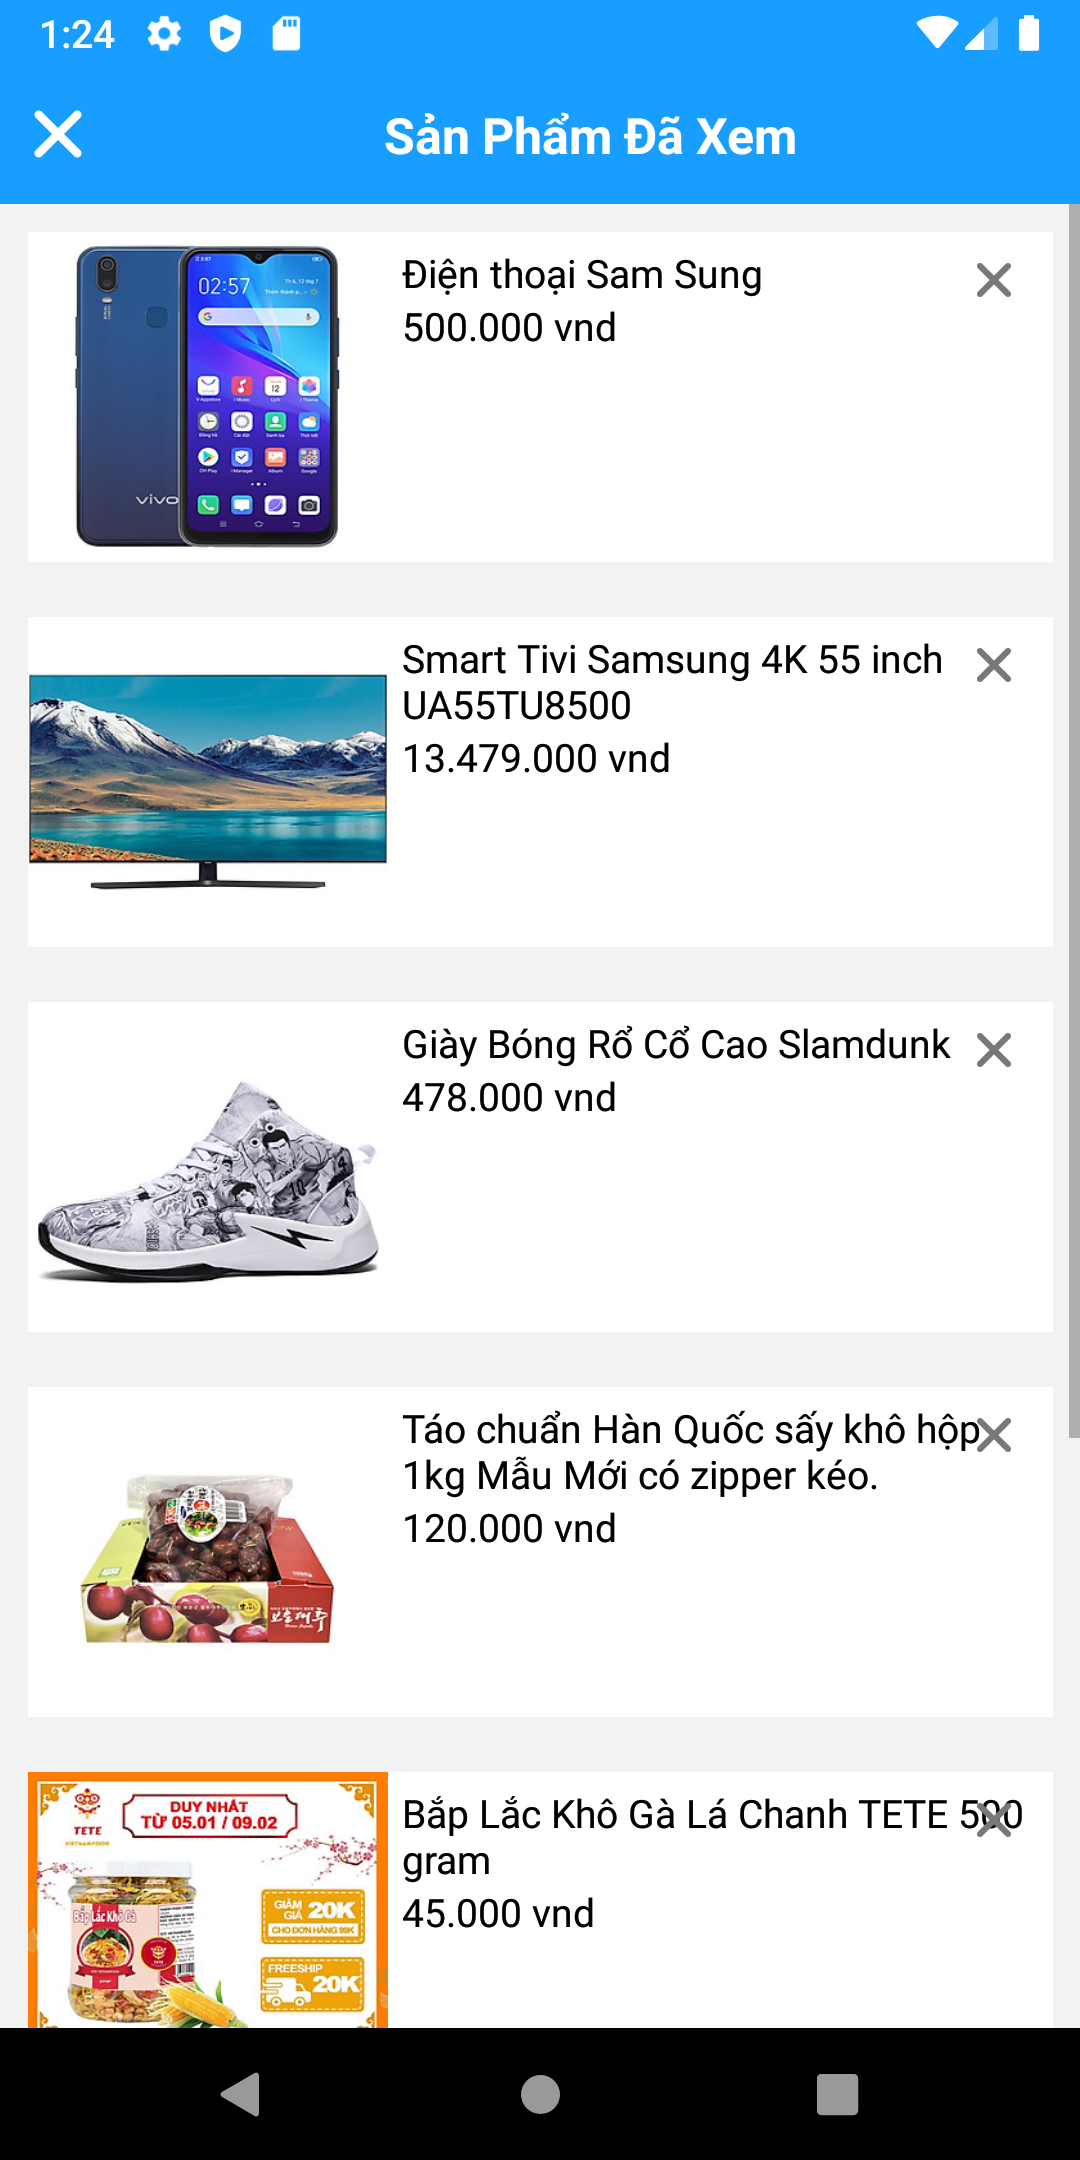 1:24
Sản Phẩm Đã Xem
02:57
vivo
Điện thoại Sam Sung
500.000 vnd
Smart Tivi Samsung 4K 55 inch
UA55TU8500
13.479.000 vnd
Giày Bóng Rổ Cổ Cao Slamdunk
478.000 vnd
Táo chuẩn Hàn Quốc sấy khô hộp
1kg Mẫu Mới có zipper kéo.
120.000 vnd
TETE
VIETNAMFOOD
DUY NHẤT
TỪ 05.01 / 09.02
Bắp Lắc Khô Gà
GIẢM GIÁ 20K
CHO ĐƠN HÀNG 99K
FREESHIP
20K
Bắp Lắc Khô Gà Lá Chanh TETE 500
gram
45.000 vnd